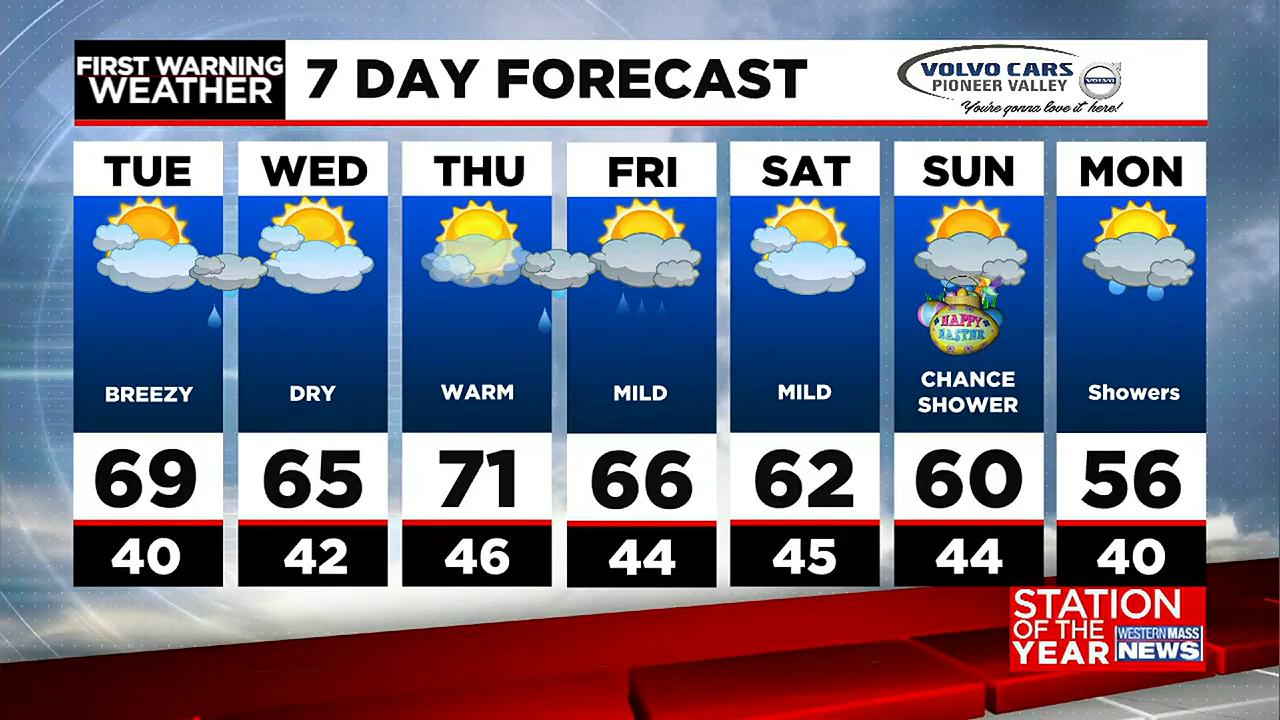 FIRST WARNING
WEATHER
7 DAY FORECAST
VOLVO CARS
PIONEER VALLEY
VOLVO
You're gonna love it here!
TUE
WED
THU
FRI
SAT
SUN
MON
HAPPY
EASTER
BREEZY
DRY
WARM
MILD
MILD
CHANCE
SHOWER
Showers
69
65
71
66
62
60
56
40
42
46
44
45
44
40
STATION
OF THE
YEAR
WESTERN MASS
NEWS